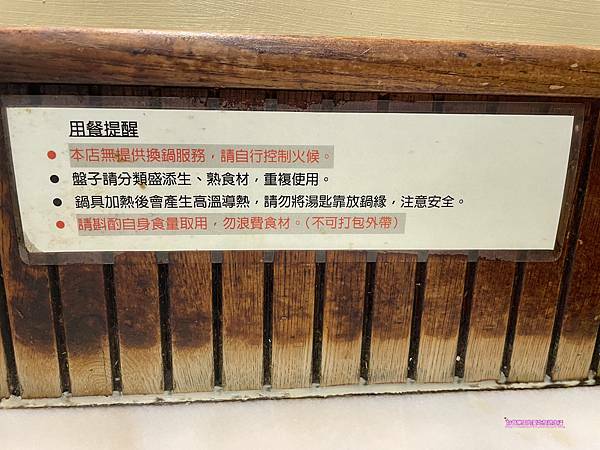 用餐提醒
● 本店無提供換鍋服務，請自行控制火候。
● 盤子請分類盛添生、熟食材，重複使用。
● 鍋具加熱後會產生高溫導熱，請勿將湯匙靠放鍋緣，注意安全。
● 請斟酌自身食量取用，勿浪費食材。(不可打包外帶)